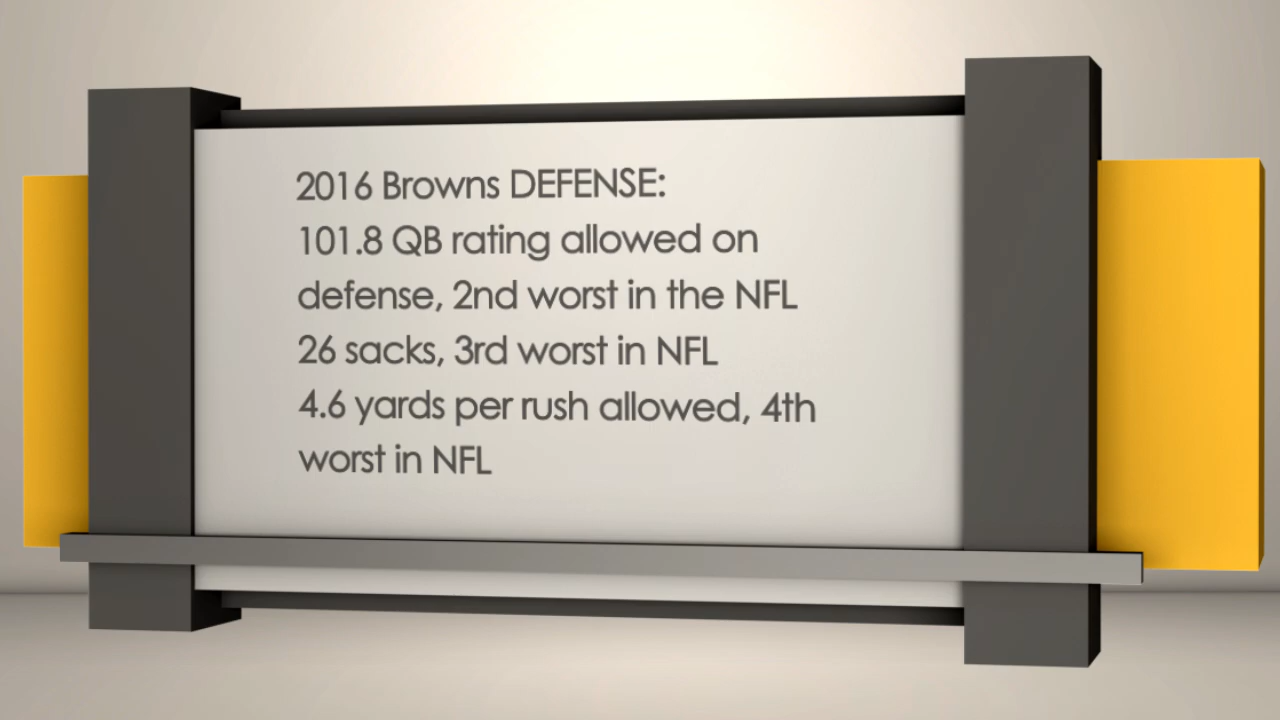 2016 Browns DEFENSE:
101.8 QB rating allowed on
defense, 2nd worst in the NFL
26 sacks, 3rd worst in NFL
4.6 yards per rush allowed, 4th
worst in NFL